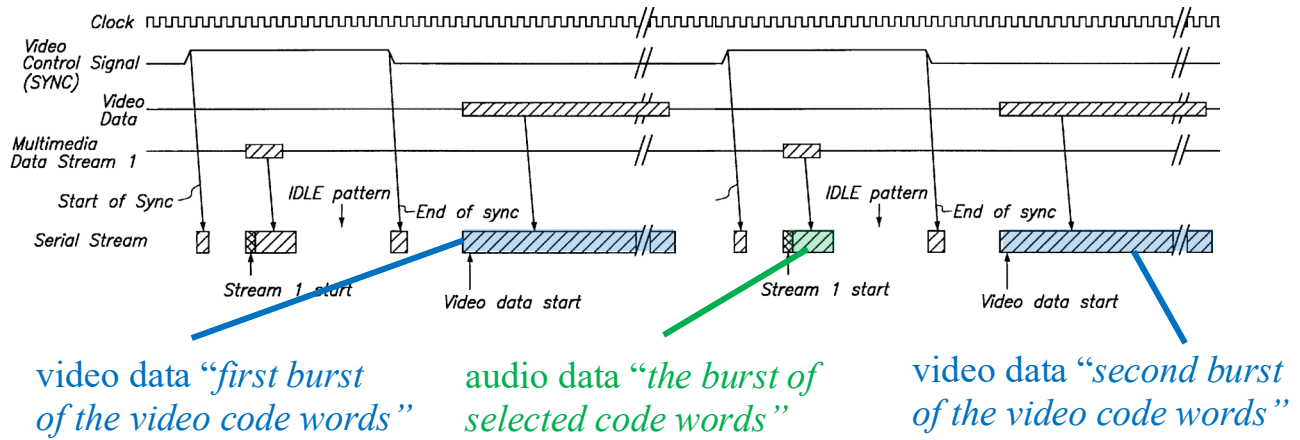 Clock
Video
Control Signal
(SYNC)
Video
Data
Multimedia
Data Stream 1
Start of Sync
IDLE pattern
End of sync
IDLE pattern
End of sync
Serial Stream
Stream 1 start
Video data start
Stream 1 start
Video data start
video data “first burst
of the video code words”
audio data “the burst of
selected code words”
video data “second burst
of the video code words”